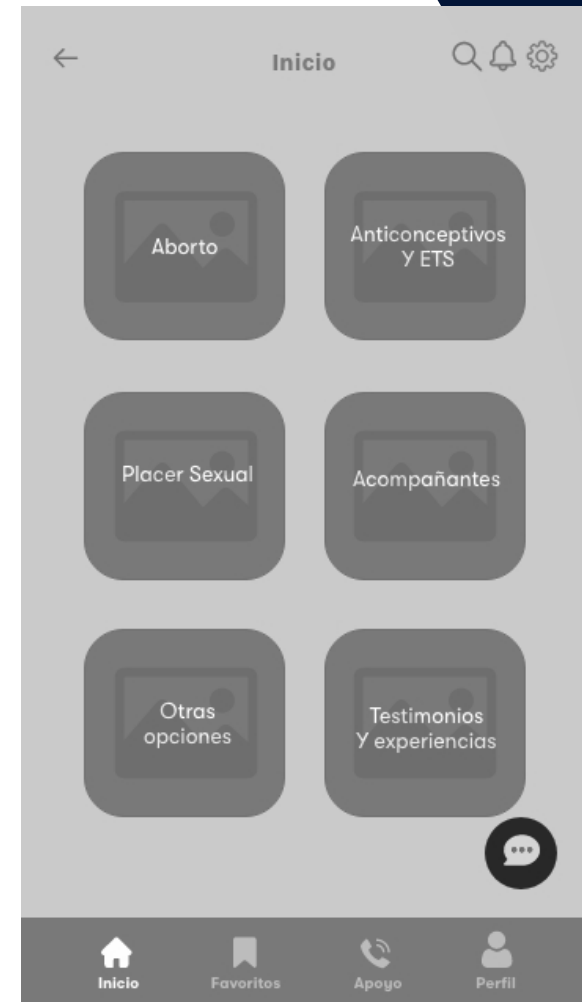 Inicio
Aborto
Anticonceptivos
Y ETS
Placer Sexual
Acompañantes
Otras
opciones
Testimonios
Y experiencias
Inicio
Favoritos
Apoyo
Perfil